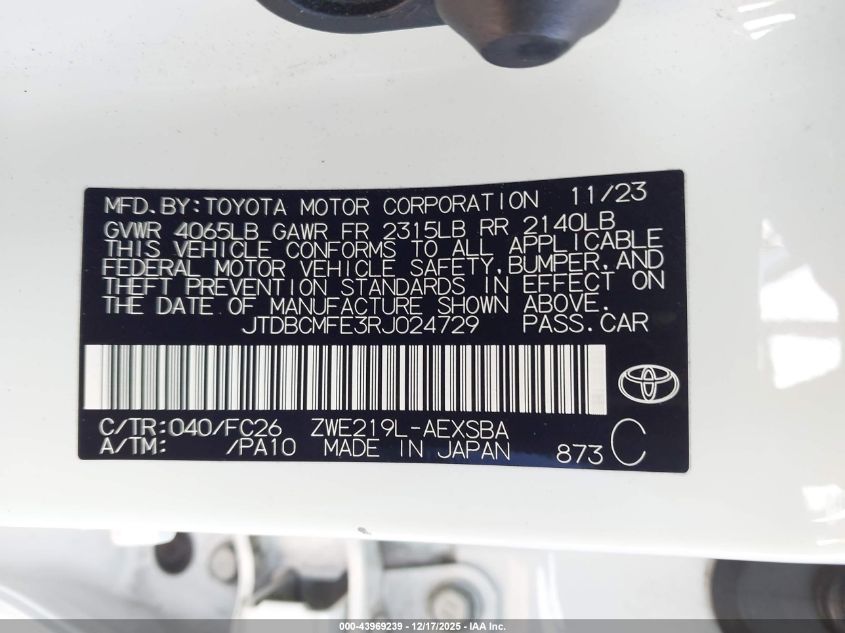 MFD.BY:TOYOTA MOTOR CORPORATION 11/23
GVWR 4065LB GAWR FR 2315LB RR 2140LB
THIS VEHICLE CONFORMS TO ALL APPLICABLE
FEDERAL MOTOR VEHICLE SAFETY,BUMPER,AND
THEFT PREVENTION STANDARDS IN EFFECT ON
THE DATE OF MANUFACTURE SHOWN ABOVE.
JTDBCMFE3RJ024729 PASS.CAR
C/TR:040/FC26 ZWE219L-AEXSBA
A/TM: /PA10 MADE IN JAPAN 873 C
000-43969239 - 12/17/2025 - IAA Inc.